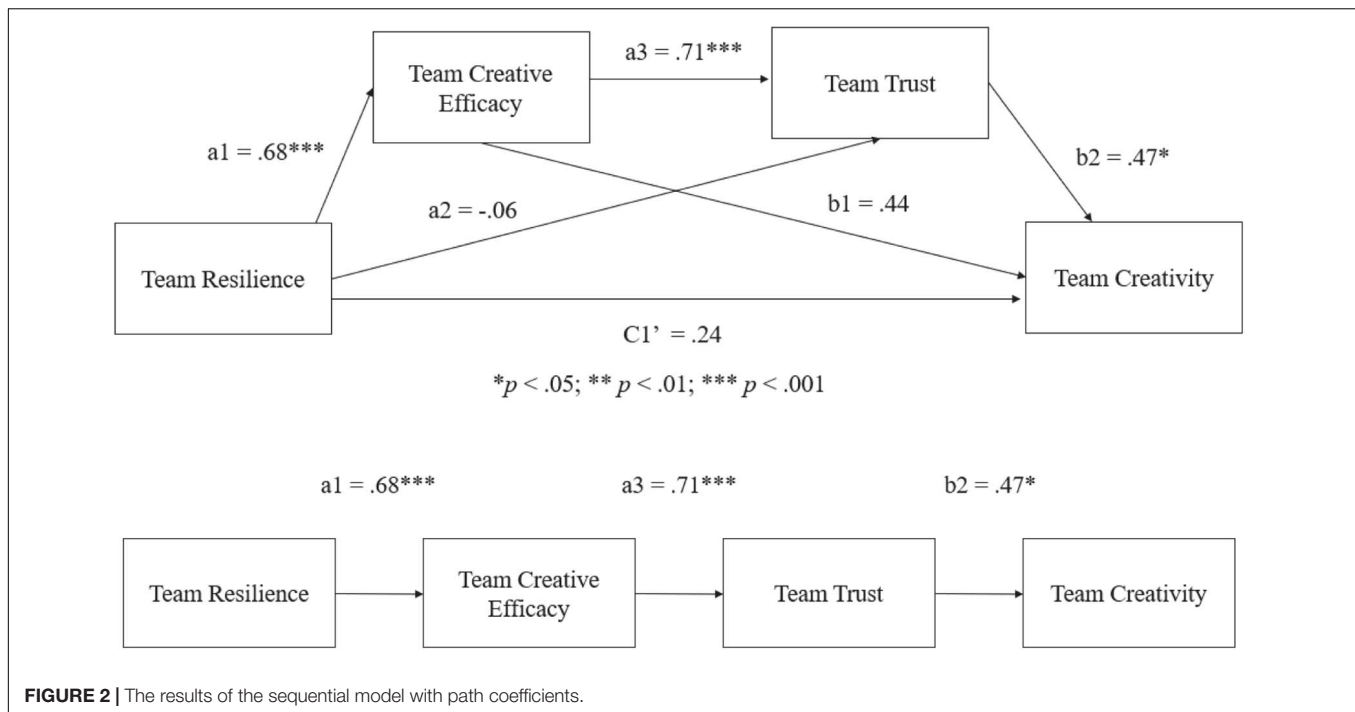 a3 = .71***
Team Creative
Efficacy
Team Trust
a1 = .68***
b2 = .47*
a2 = -.06
b1 = .44
Team Resilience
Team Creativity
C1’ = .24
*p < .05; ** p < .01; *** p < .001
a1 = .68***
a3 = .71***
b2 = .47*
Team Resilience
Team Creative
Efficacy
Team Trust
Team Creativity
FIGURE 2 | The results of the sequential model with path coefficients.